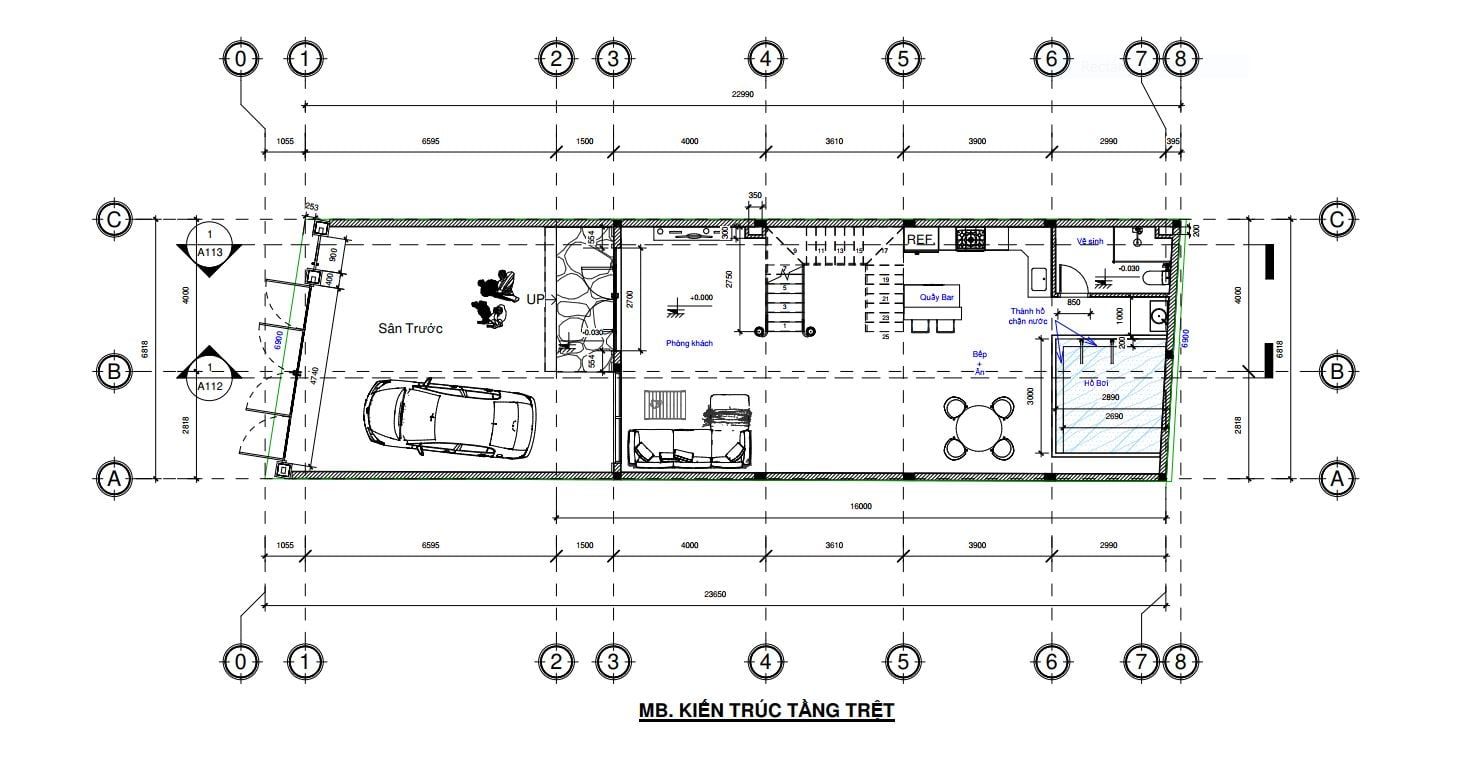 0 1 2 3 4 5 6 7 8
22990
1055 6595 1500 4000 3610 3900 2990 395
350
C C
253 554 300 200
1
A113
900
400
REF.
Vệ sinh
9 11 13 15 17
-0.030
4000 4000
UP
2700
2750
+0.000
5
3
1
19
21
23
25
Quầy Bar
850
Sân Trước
6900
-0.030
Phòng khách
Thành hồ
chặn nước
1000
200
6900
6818 6818
B B
1
A112
4740
554
Bếp
+
Ăn
Hồ Bơi
2890
2690
3000
2818 2818
A A
16000
1055 6595 1500 4000 3610 3900 2990
23650
0 1 2 3 4 5 6 7 8
MB. KIẾN TRÚC TẦNG TRỆT